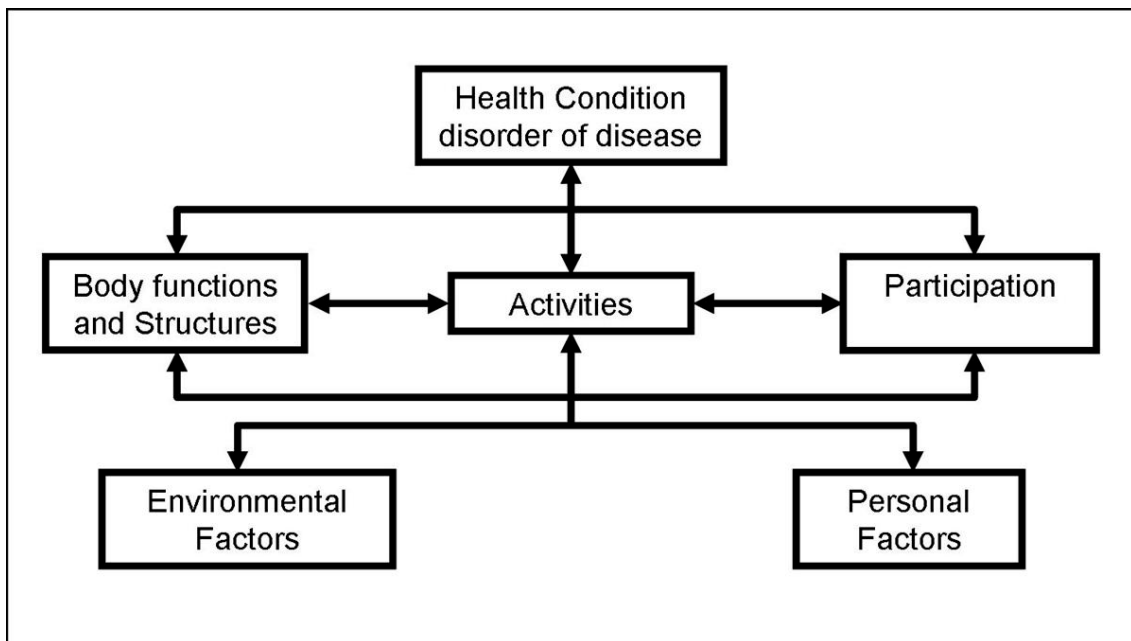 Health Condition
disorder of disease
Body functions
and Structures
Activities
Participation
Environmental
Factors
Personal
Factors